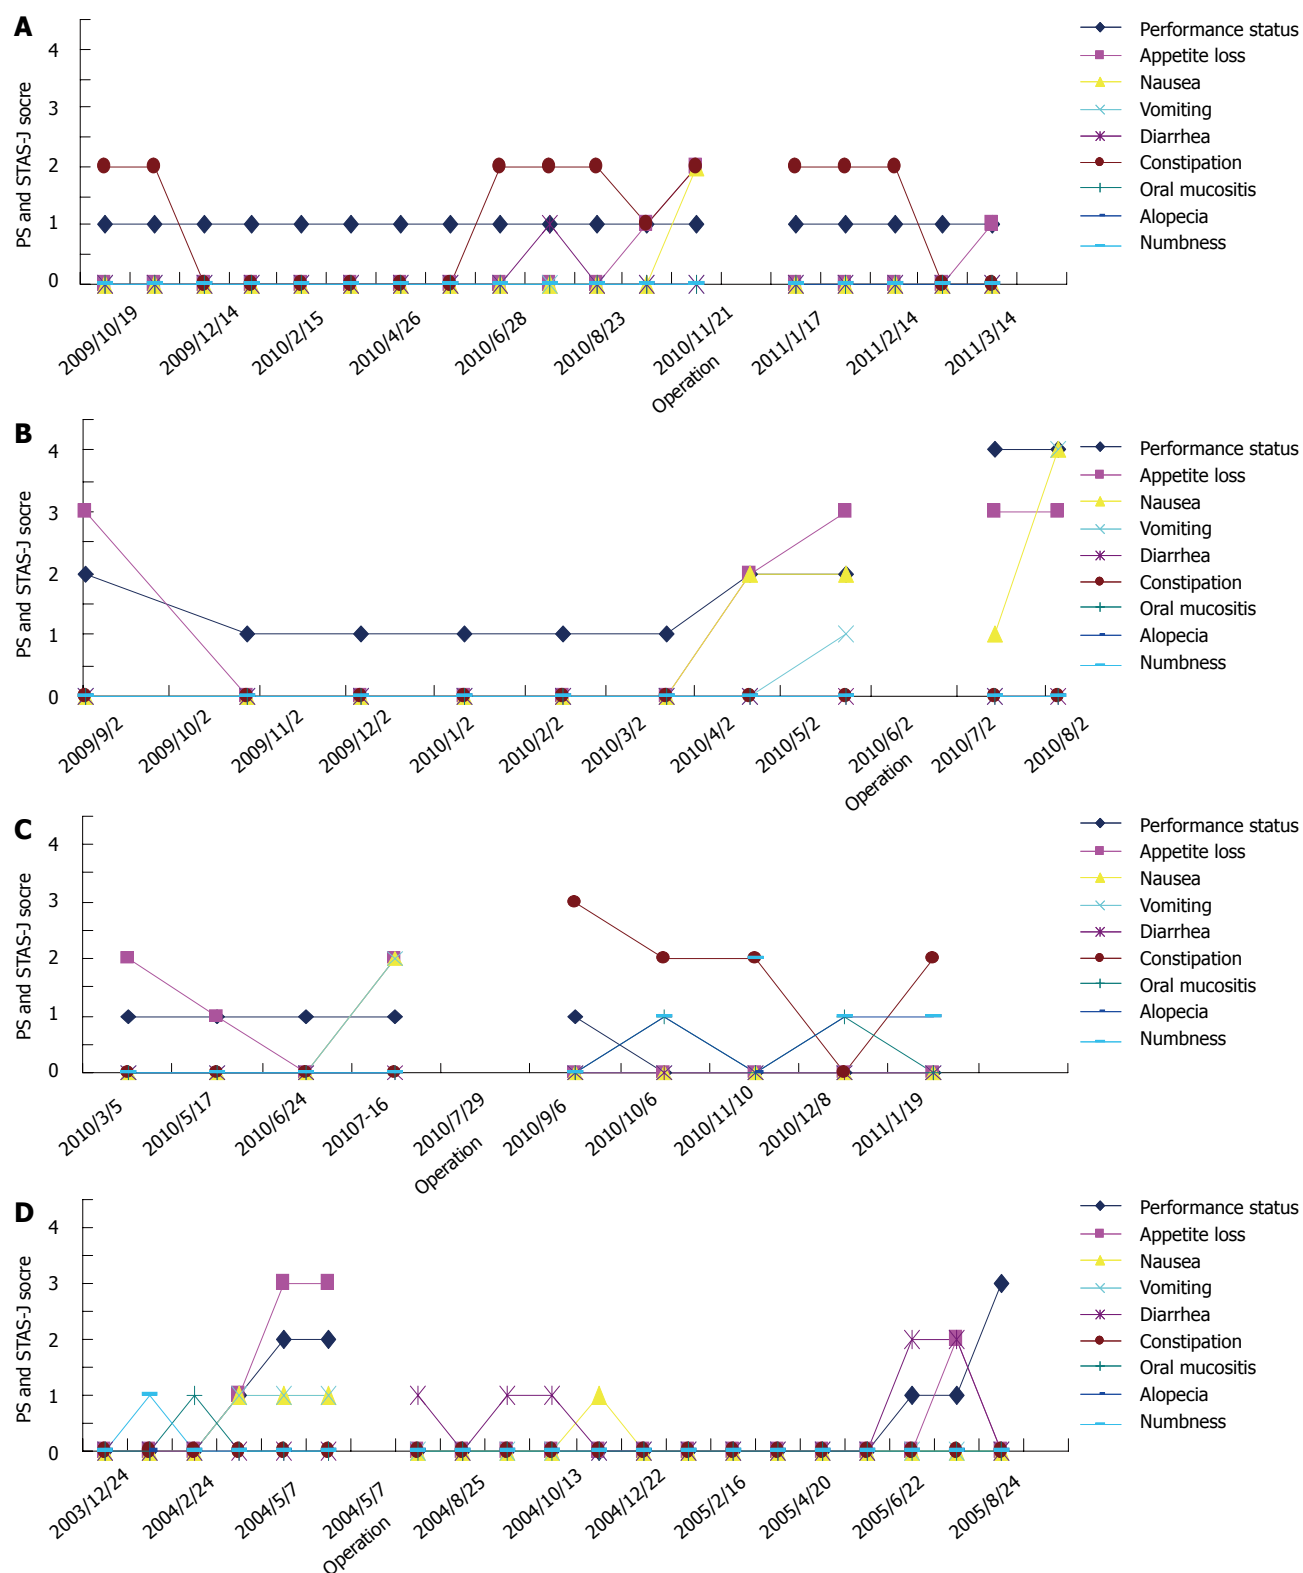 A
PS and STAS-J socre
4
3
2
1
0
2009/10/19
2009/12/14
2010/2/15
2010/4/26
2010/6/28
2010/8/23
2010/11/21
Operation
2011/1/17
2011/2/14
2011/3/14
Performance status
Appetite loss
Nausea
Vomiting
Diarrhea
Constipation
Oral mucositis
Alopecia
Numbness
B
PS and STAS-J socre
4
3
2
1
0
2009/9/2
2009/10/2
2009/11/2
2009/12/2
2010/1/2
2010/2/2
2010/3/2
2010/4/2
2010/5/2
2010/6/2
Operation
2010/7/2
2010/8/2
Performance status
Appetite loss
Nausea
Vomiting
Diarrhea
Constipation
Oral mucositis
Alopecia
Numbness
C
PS and STAS-J socre
4
3
2
1
0
2010/3/5
2010/5/17
2010/6/24
20107-16
2010/7/29
Operation
2010/9/6
2010/10/6
2010/11/10
2010/12/8
2011/1/19
Performance status
Appetite loss
Nausea
Vomiting
Diarrhea
Constipation
Oral mucositis
Alopecia
Numbness
D
PS and STAS-J socre
4
3
2
1
0
2003/12/24
2004/2/24
2004/5/7
2004/5/7
Operation
2004/8/25
2004/10/13
2004/12/22
2005/2/16
2005/4/20
2005/6/22
2005/8/24
Performance status
Appetite loss
Nausea
Vomiting
Diarrhea
Constipation
Oral mucositis
Alopecia
Numbness